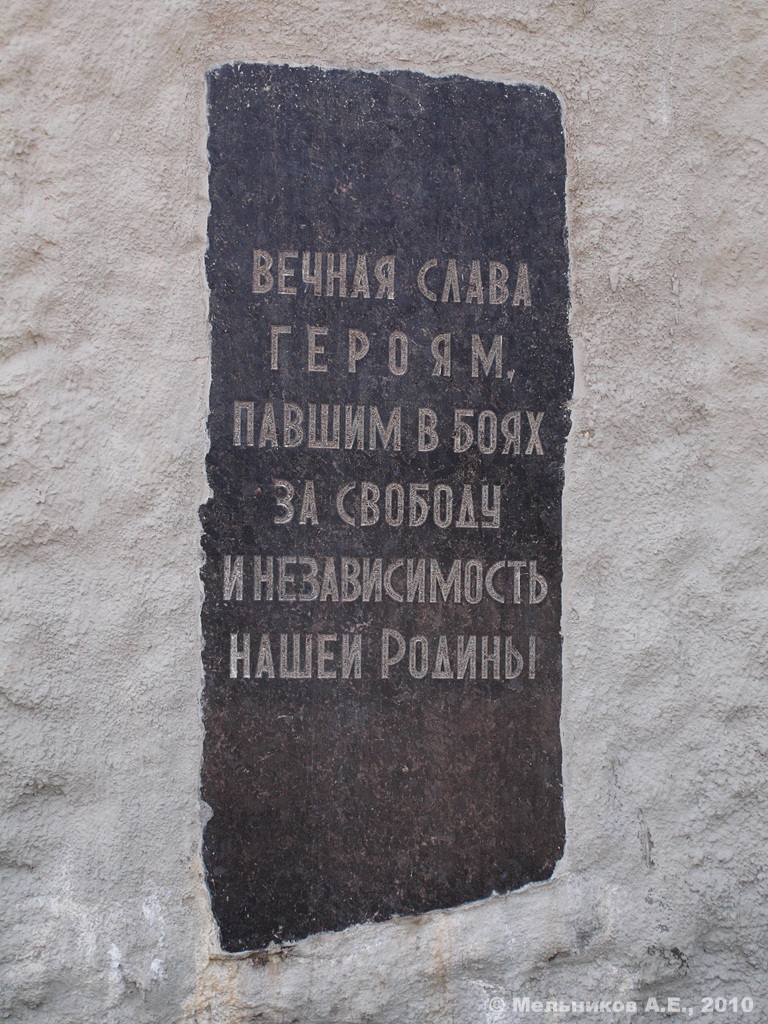 ВЕЧНАЯ СЛАВА
ГЕРОЯМ,
ПАВШИМ В БОЯХ
ЗА СВОБОДУ
И НЕЗАВИСИМОСТЬ
НАШЕЙ РОДИНЫ
© Мельников А.Е., 2010